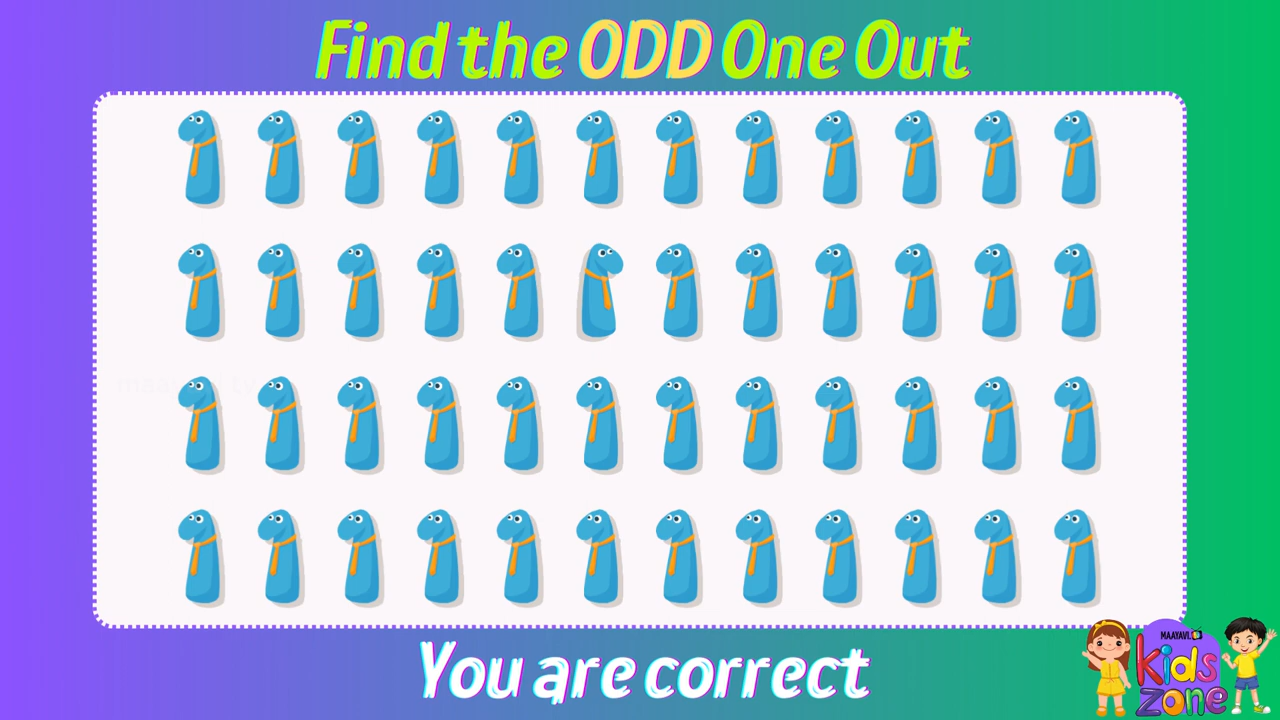 Find the ODD One Out
You are correct
MAAYAVI
kids
zone